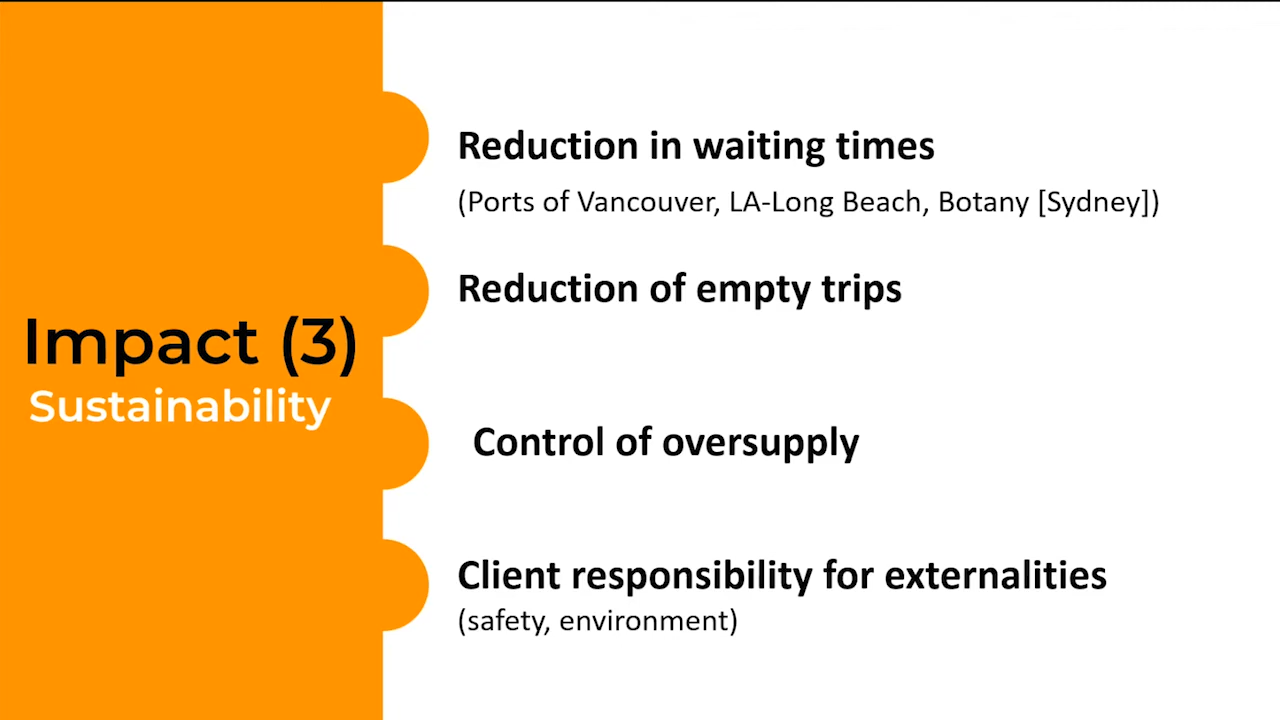 Impact (3)
Sustainability
Reduction in waiting times
(Ports of Vancouver, LA-Long Beach, Botany [Sydney])
Reduction of empty trips
Control of oversupply
Client responsibility for externalities
(safety, environment)